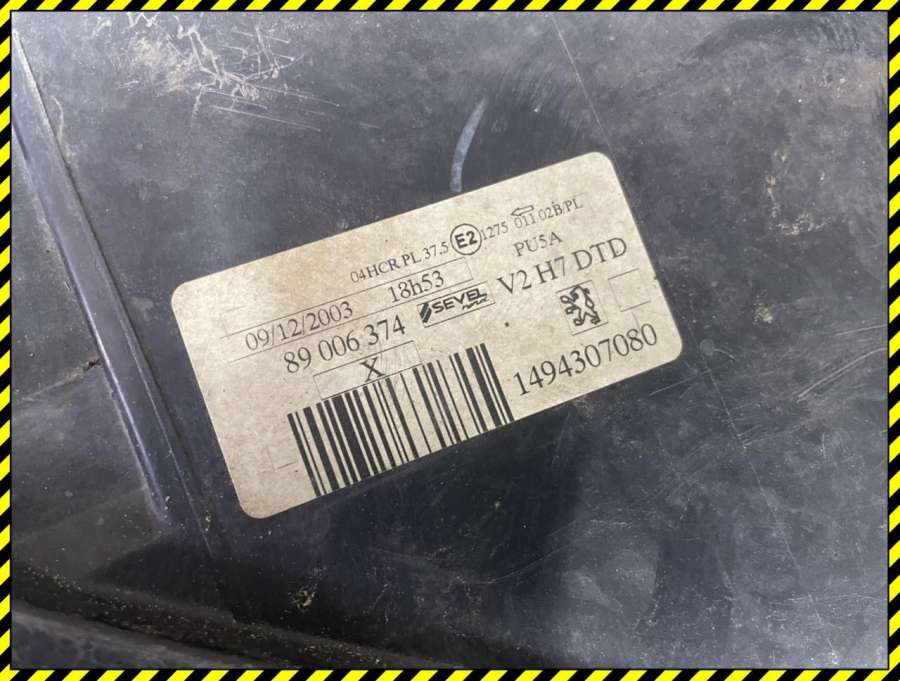 04HCR PL 37.5 E2 1275 011 02B/PL
09/12/2003 18h53 PU5A
89 006 374 SEVEL V2 H7 DTD
X 1494307080